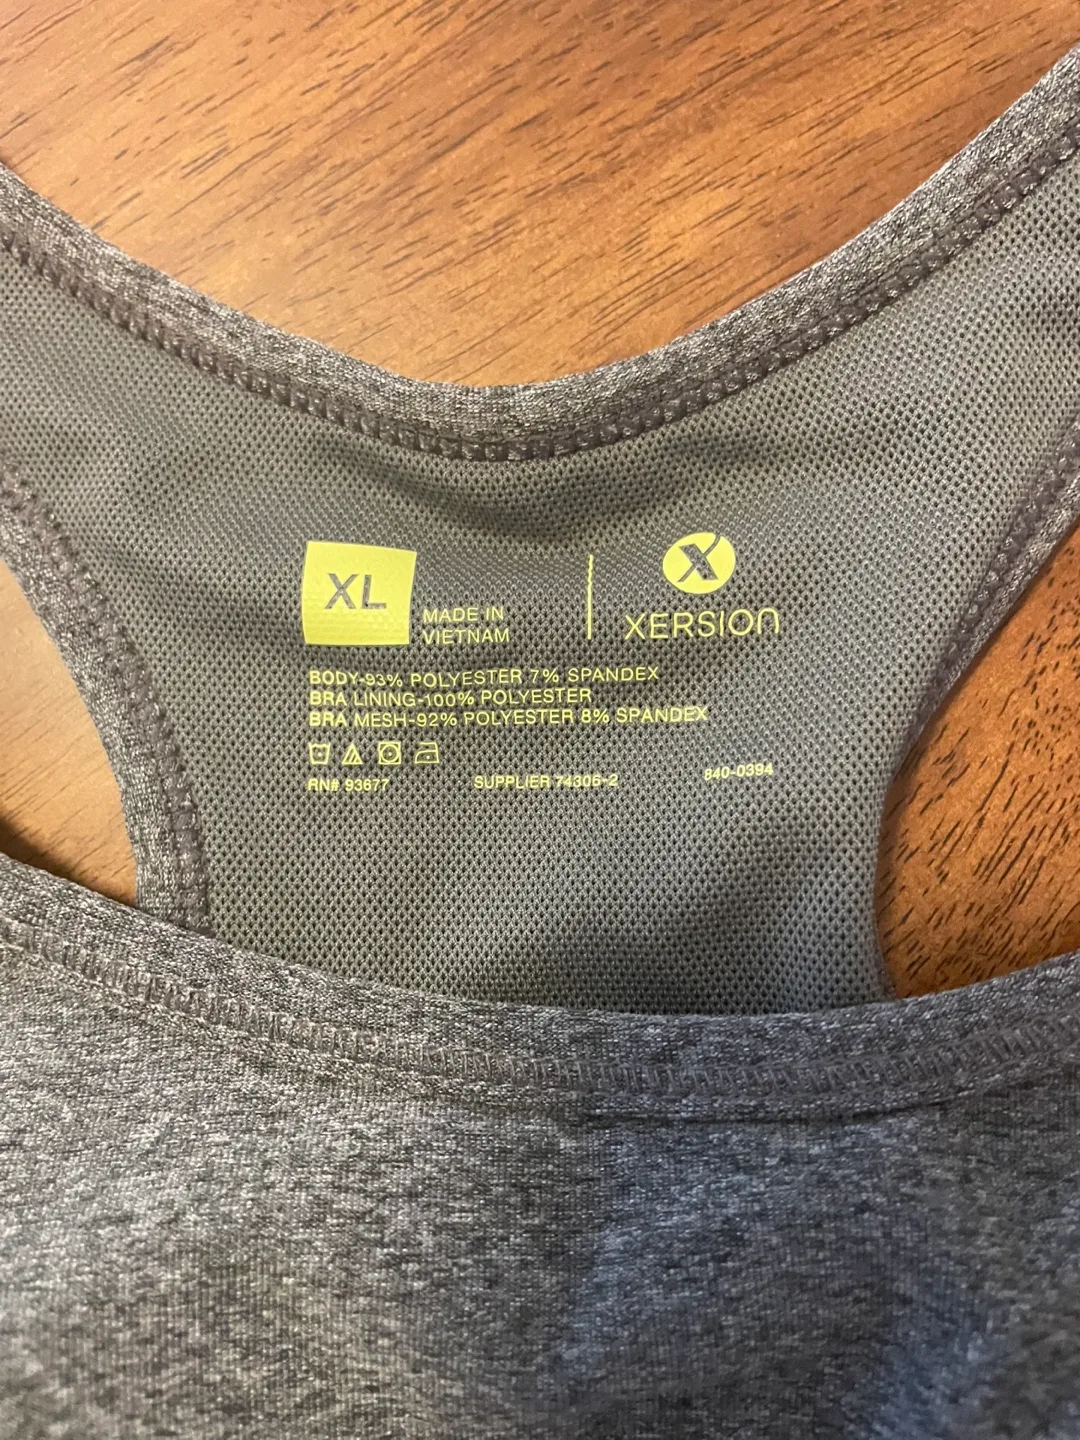 XL
MADE IN
VIETNAM
X
XERSION
BODY-93% POLYESTER 7% SPANDEX
BRA LINING-100% POLYESTER
BRA MESH-92% POLYESTER 8% SPANDEX
RN# 93677 SUPPLIER 74305-2 840-0394